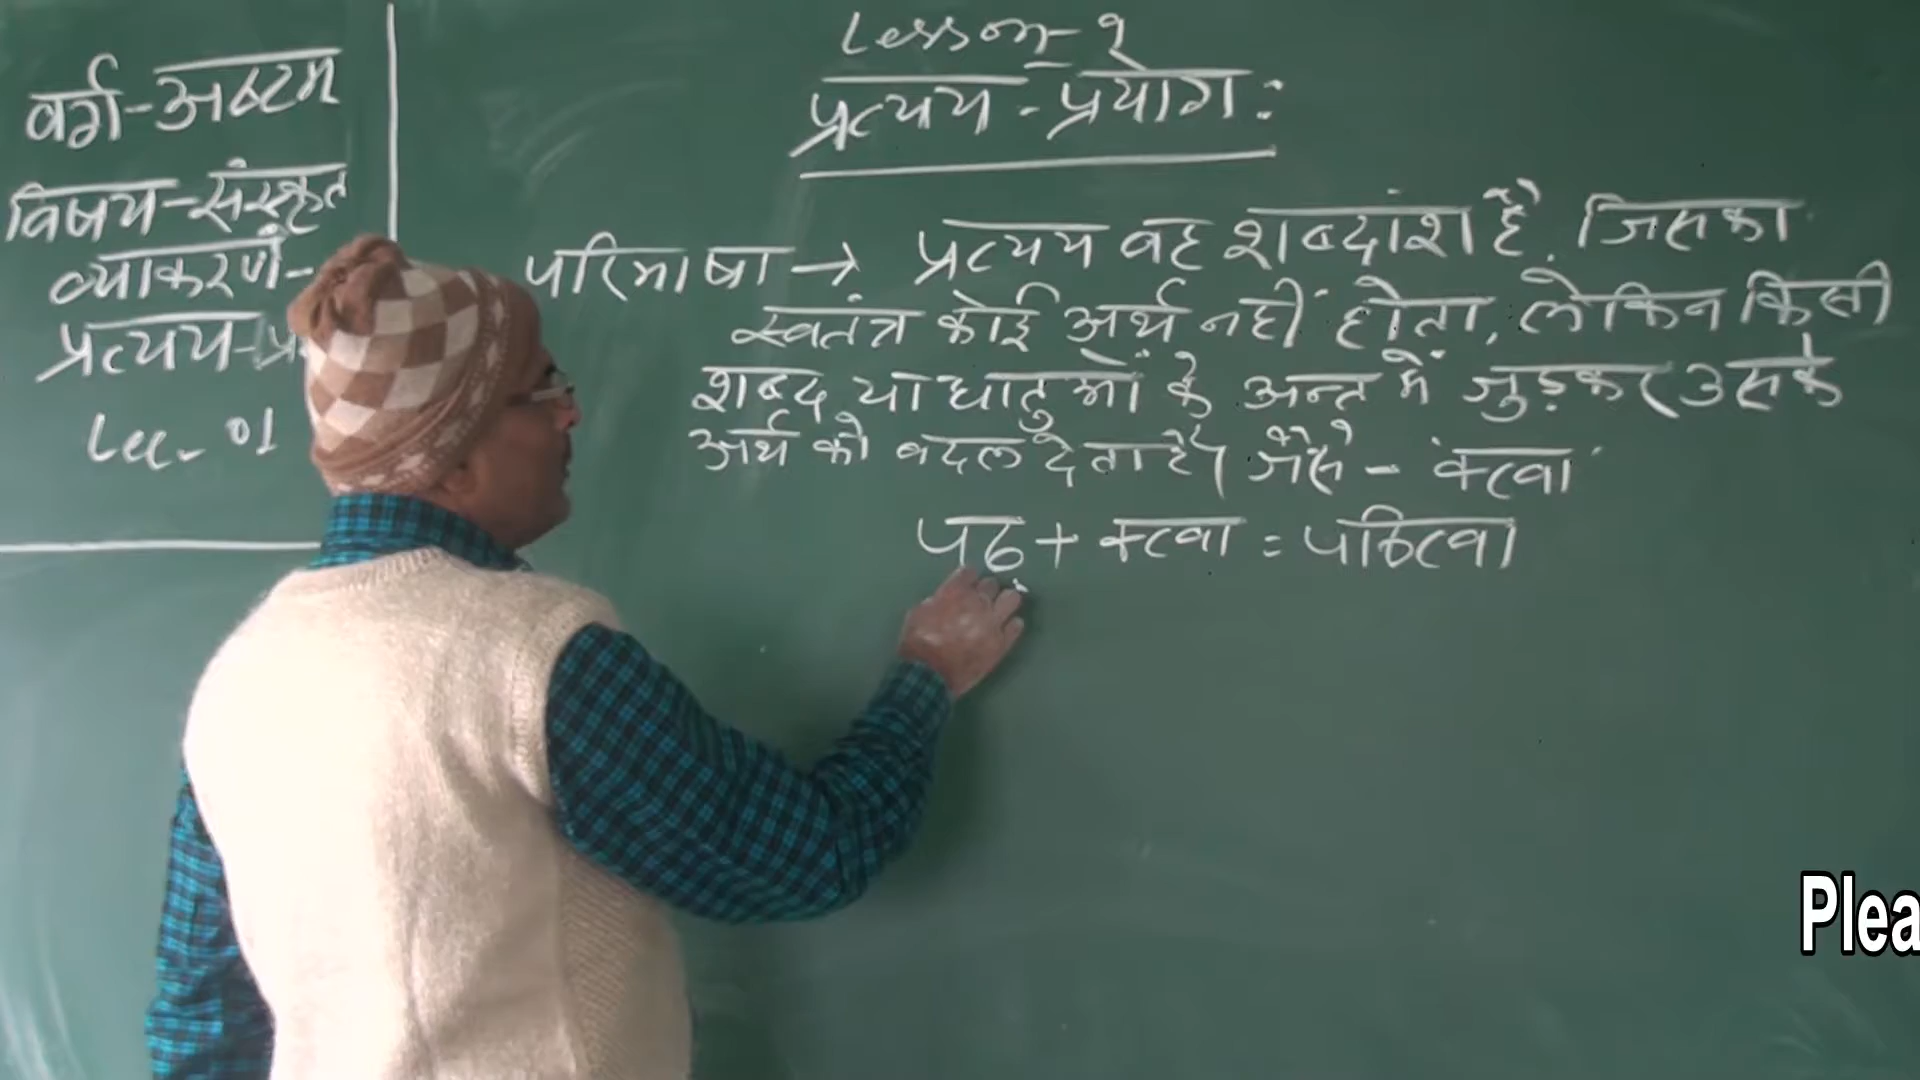 वर्ग-अष्टम
विषय-संस्कृत
व्याकरण-
प्रत्यय-प्र
Lec-01
Lesson-१
प्रत्यय-प्रयोग:
परिभाषा → प्रत्यय वह शब्दांश है, जिसका
स्वतंत्र कोई अर्थ नहीं होता, लेकिन किसी
शब्द या धातुओं के अन्त में जुड़कर उसके
अर्थ को बदल देता है। जैसे - क्त्वा
पठ + क्त्वा = पठित्वा
Plea